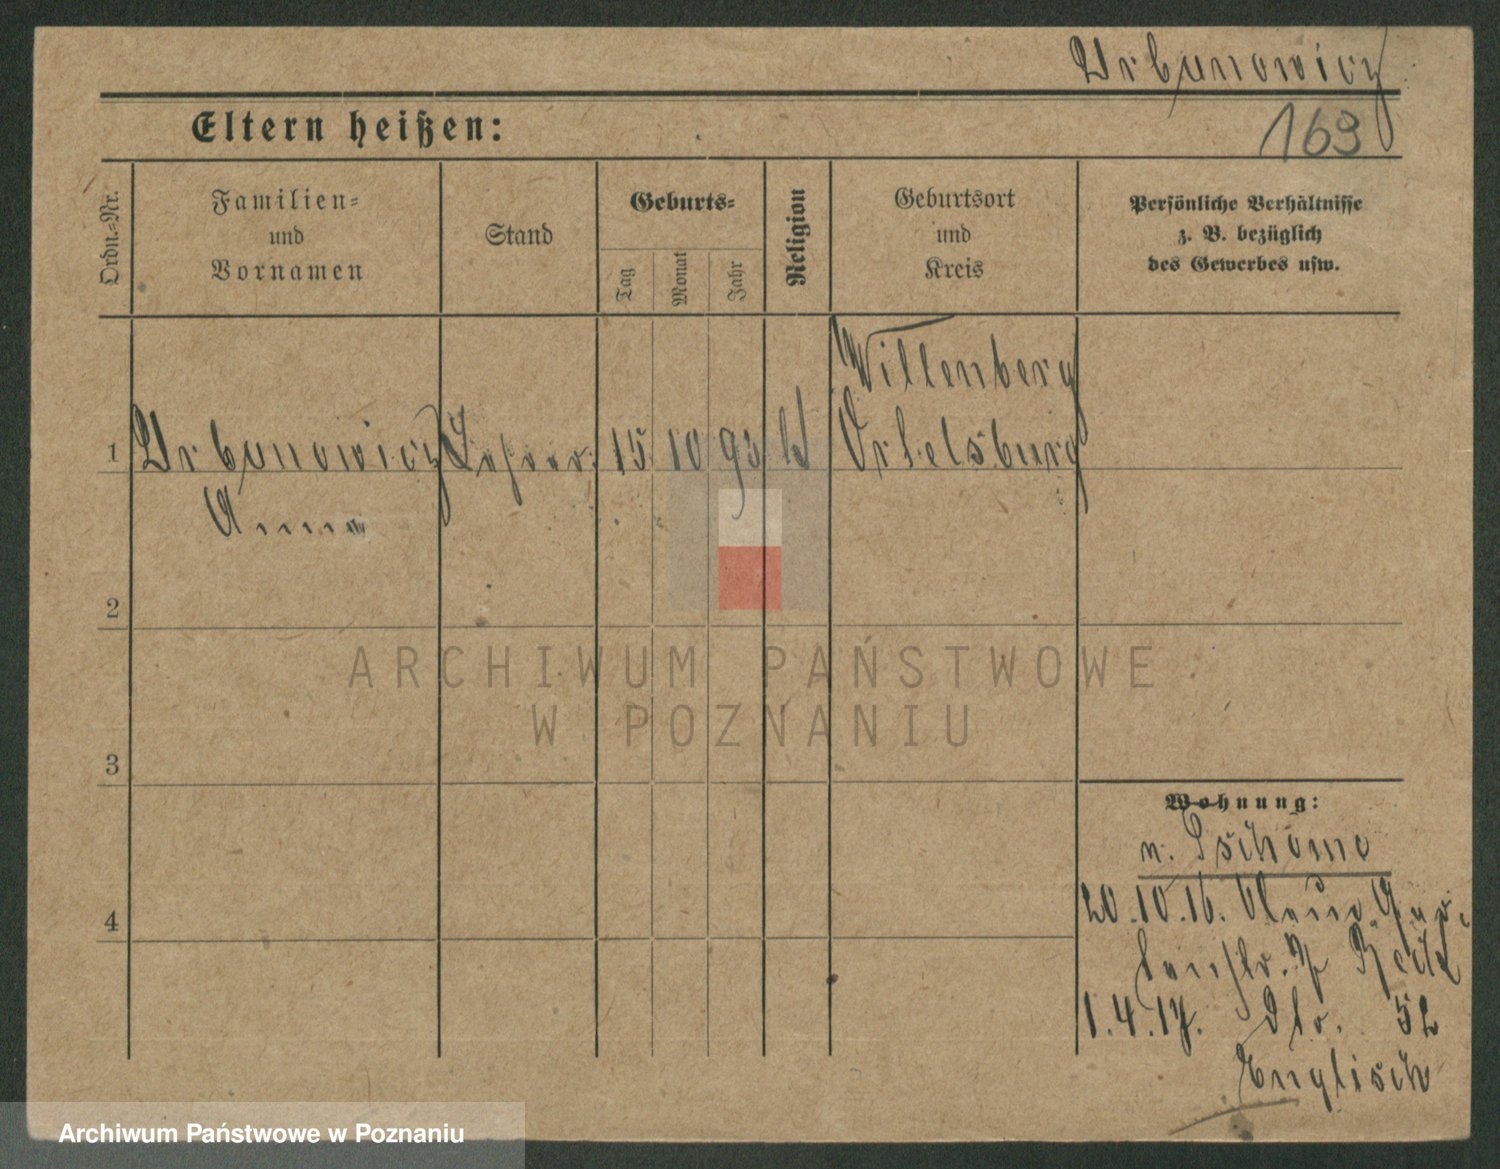 Urbanowicz
169
Eltern heißen:
Ordn.-Nr.
Familien-
und
Vornamen
Stand
Geburts-
Tag
Monat
Jahr
Religion
Geburtsort
und
Kreis
Persönliche Verhältnisse
z. B. bezüglich
des Gewerbes usw.
1 Urbanowicz 15 10 93 Willenberg
Ortelsburg
Anna
2
3
4
Wohnung:
n.
20.10.16.
1.4.17. 52
Englisch
ARCHIWUM PAŃSTWOWE
W POZNANIU
Archiwum Państwowe w Poznaniu